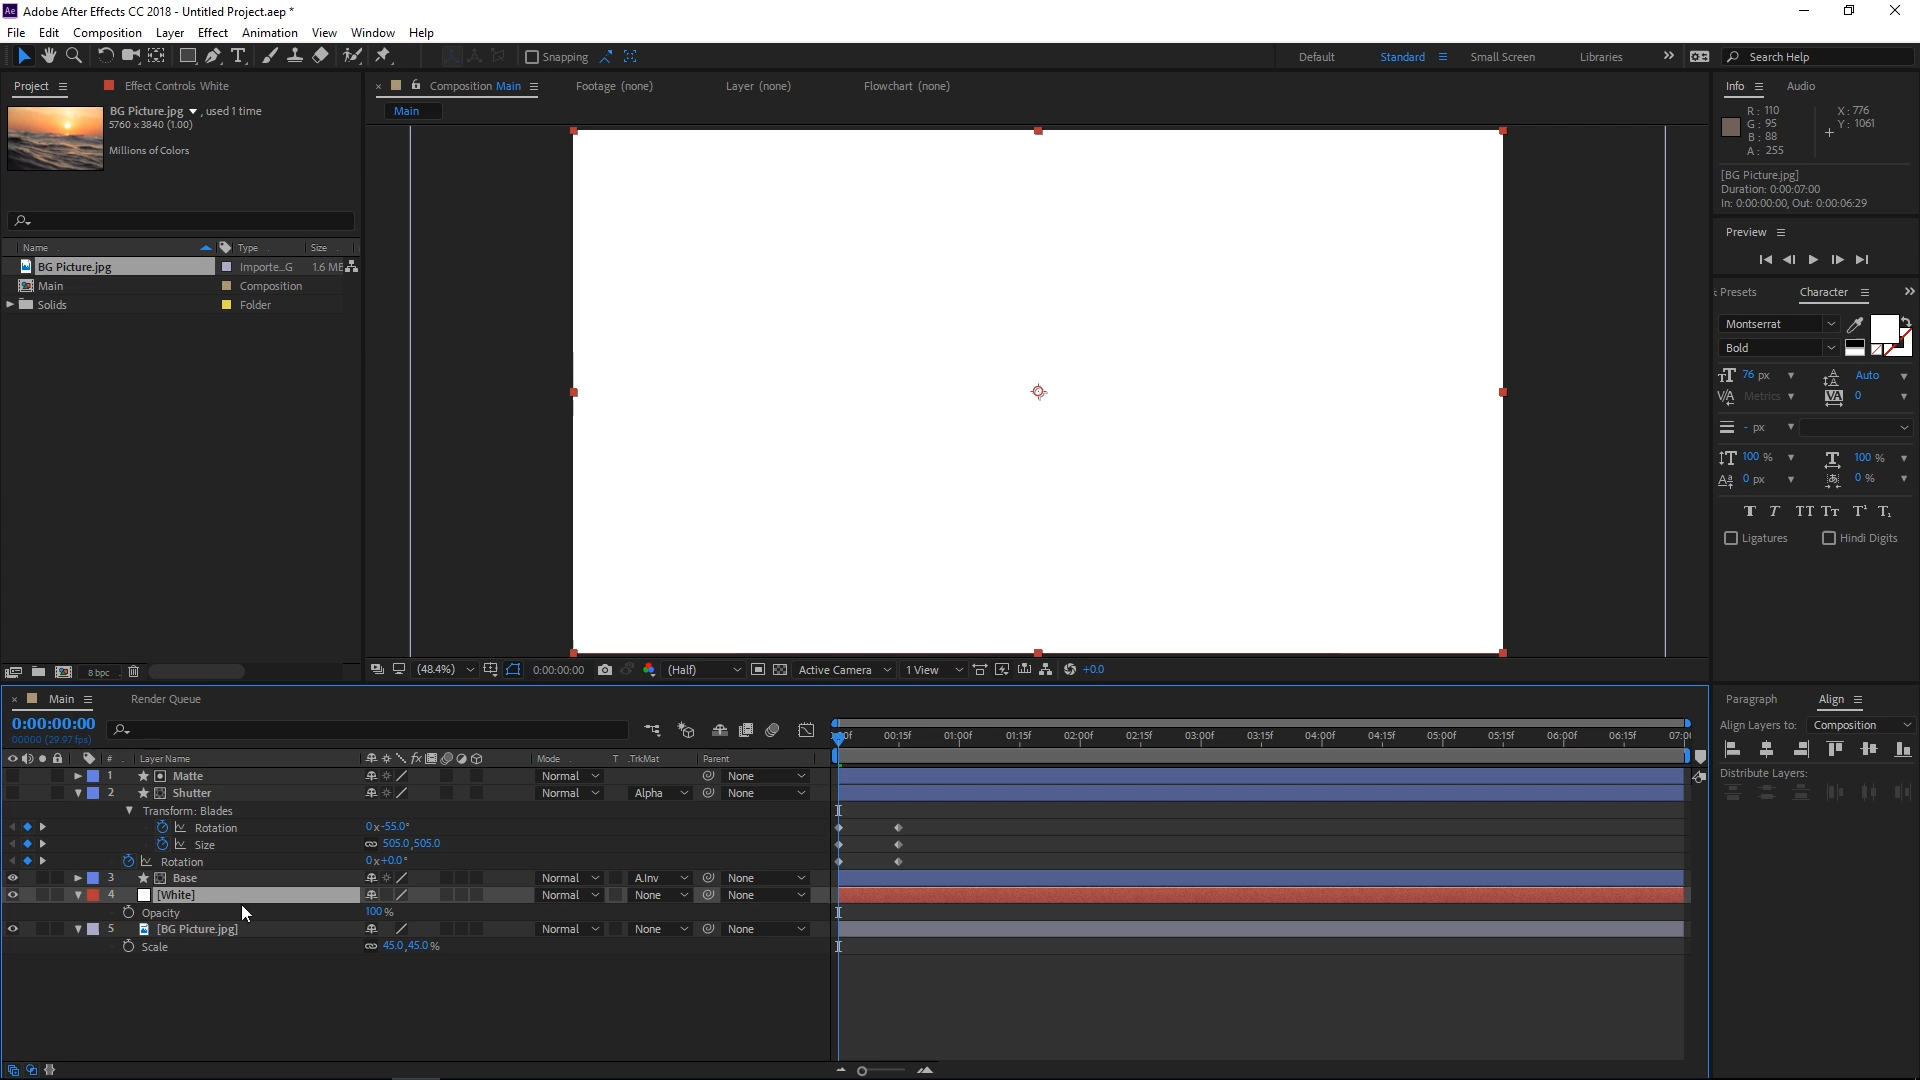 Ae Adobe After Effects CC 2018 - Untitled Project.aep *
File Edit Composition Layer Effect Animation View Window Help
Snapping Default Standard Small Screen Libraries Search Help
Project Effect Controls White
Composition Main Footage (none) Layer (none) Flowchart (none)
Main
BG Picture.jpg , used 1 time
5760 x 3840 (1.00)
Millions of Colors
Name Type Size
BG Picture.jpg Importe...G 1.6 ME
Main Composition
Solids Folder
8 bpc
(48.4%) 0:00:00:00 (Half) Active Camera 1 View +0.0
Info Audio
R: 110 X: 776
G: 95 Y: 1061
B: 88
A: 255
[BG Picture.jpg]
Duration: 0:00:07:00
In: 0:00:00:00, Out: 0:00:06:29
Preview
Presets Character
Montserrat
Bold
76 px Auto
Metrics 0
- px
100 % 100 %
0 px 0 %
T T TT Tt T¹ T₁
Ligatures Hindi Digits
Main Render Queue
0:00:00:00
00000 (29.97 fps)
# Layer Name fx Mode T .TrkMat Parent
00:15f 01:00f 01:15f 02:00f 02:15f 03:00f 03:15f 04:00f 04:15f 05:00f 05:15f 06:00f 06:15f
1 Matte Normal None
2 Shutter Normal Alpha None
Transform: Blades
Rotation 0x-55.0°
Size 505.0,505.0
Rotation 0x+0.0°
3 Base Normal A.Inv None
4 [White] Normal None None
Opacity 100%
5 [BG Picture.jpg] Normal None None
Scale 45.0,45.0%
Paragraph Align
Align Layers to: Composition
Distribute Layers: